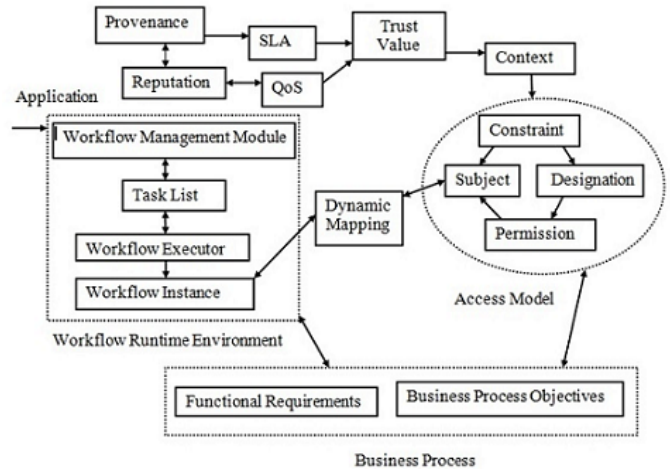 Provenance
SLA
Trust
Value
Context
Reputation
QoS
Application
Workflow Management Module
Task List
Workflow Executor
Workflow Instance
Workflow Runtime Environment
Dynamic
Mapping
Constraint
Subject
Designation
Permission
Access Model
Functional Requirements
Business Process Objectives
Business Process